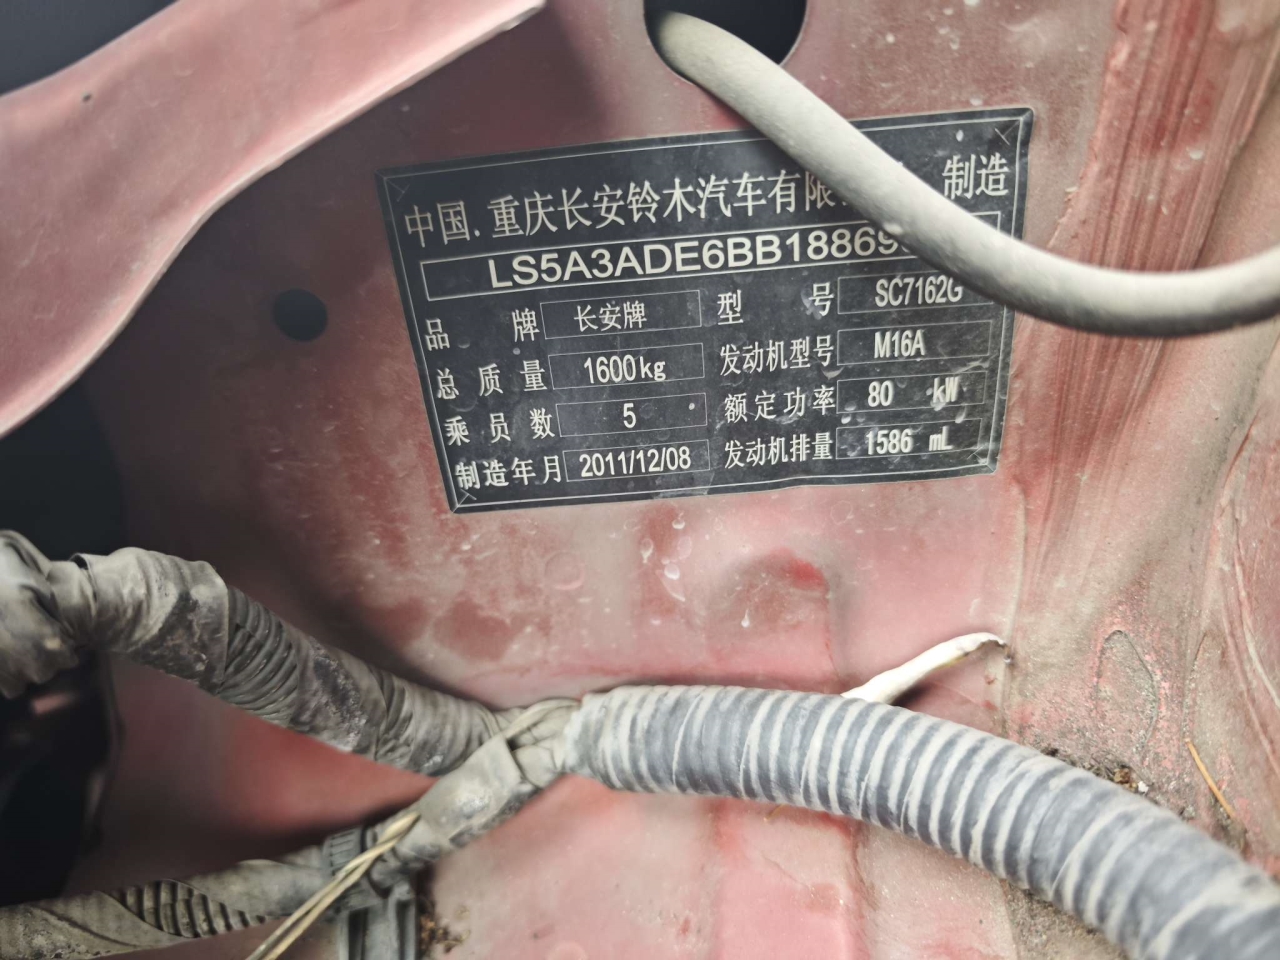 中国.重庆长安铃木汽车有限 制造
LS5A3ADE6BB18869
品牌 长安牌 型号 SC7162G
总质量 1600kg 发动机型号 M16A
乘员数 5 额定功率 80 kW
制造年月 2011/12/08 发动机排量 1586 mL